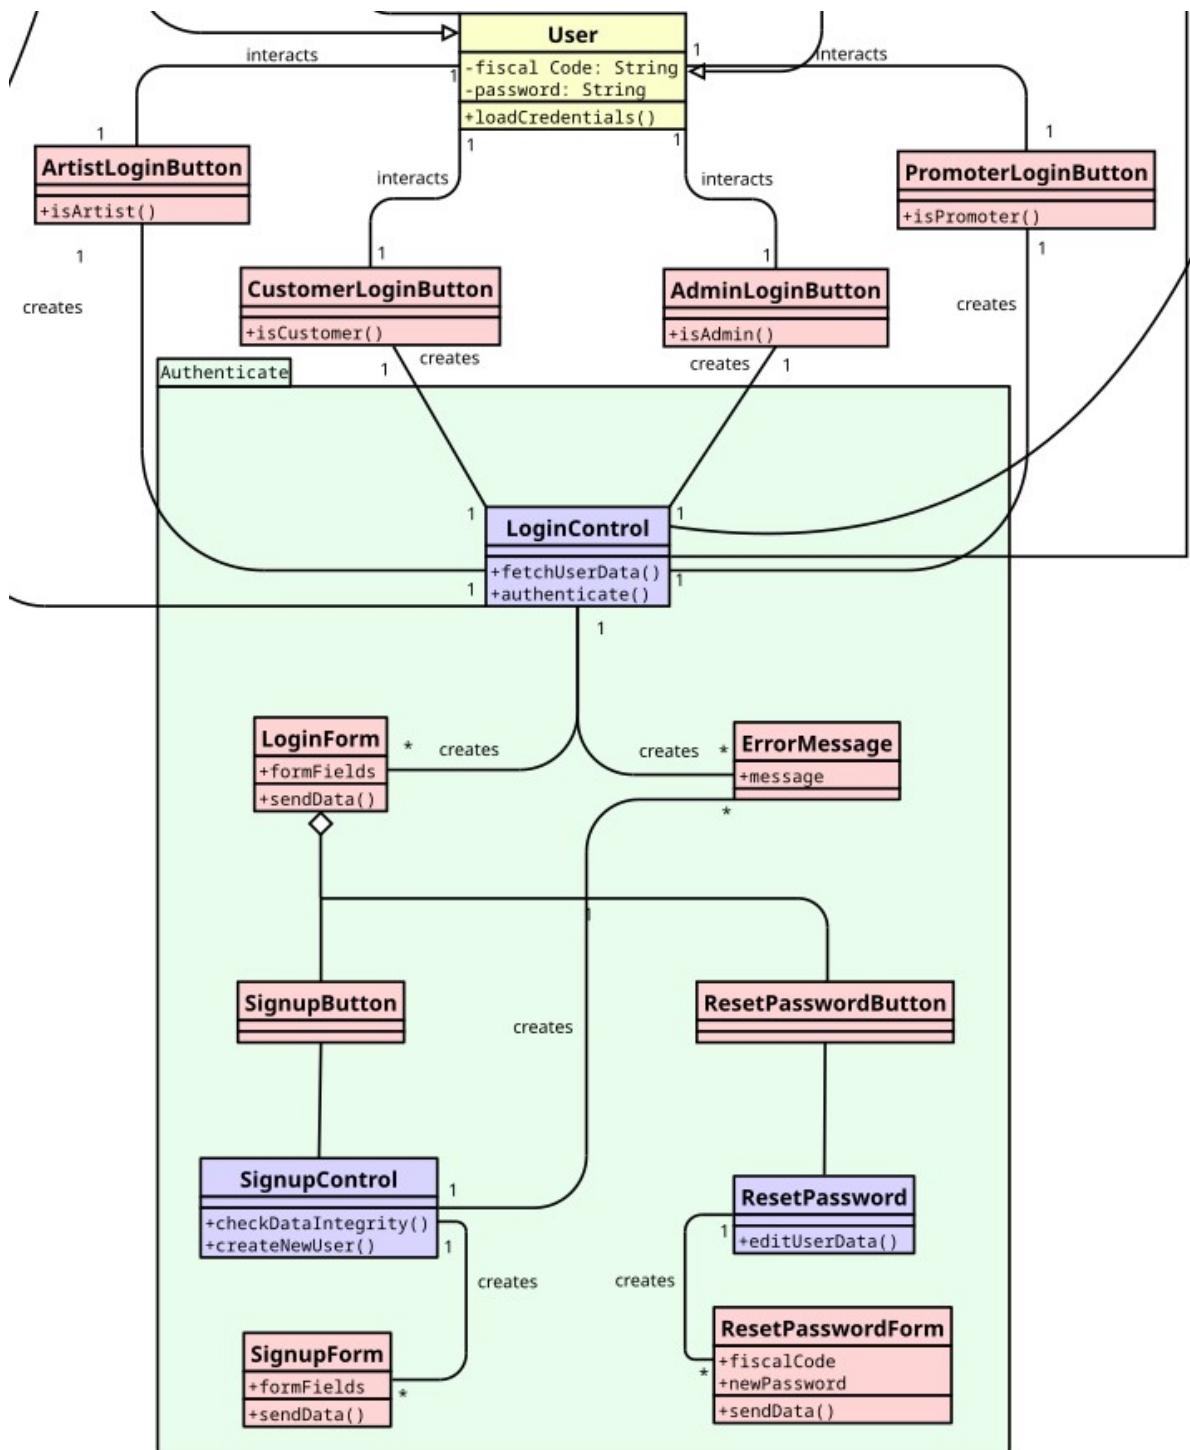 User
interacts
1
interacts
-fiscal Code: String
1
-password: String
+loadCredentials()
1
1
1
1
ArtistLoginButton
+isArtist()
interacts
interacts
PromoterLoginButton
+isPromoter()
1
1
1
1
creates
CustomerLoginButton
+isCustomer()
AdminLoginButton
+isAdmin()
creates
creates
1
creates
1
Authenticate
1
1
LoginControl
+fetchUserData()
+authenticate()
1
1
1
LoginForm
+formFields
+sendData()
*
creates
creates
*
ErrorMessage
+message
*
1
SignupButton
ResetPasswordButton
creates
SignupControl
+checkDataIntegrity()
+createNewUser()
1
1
ResetPassword
+editUserData()
1
creates
creates
SignupForm
+formFields
+sendData()
*
ResetPasswordForm
+fiscalCode
+newPassword
+sendData()
*